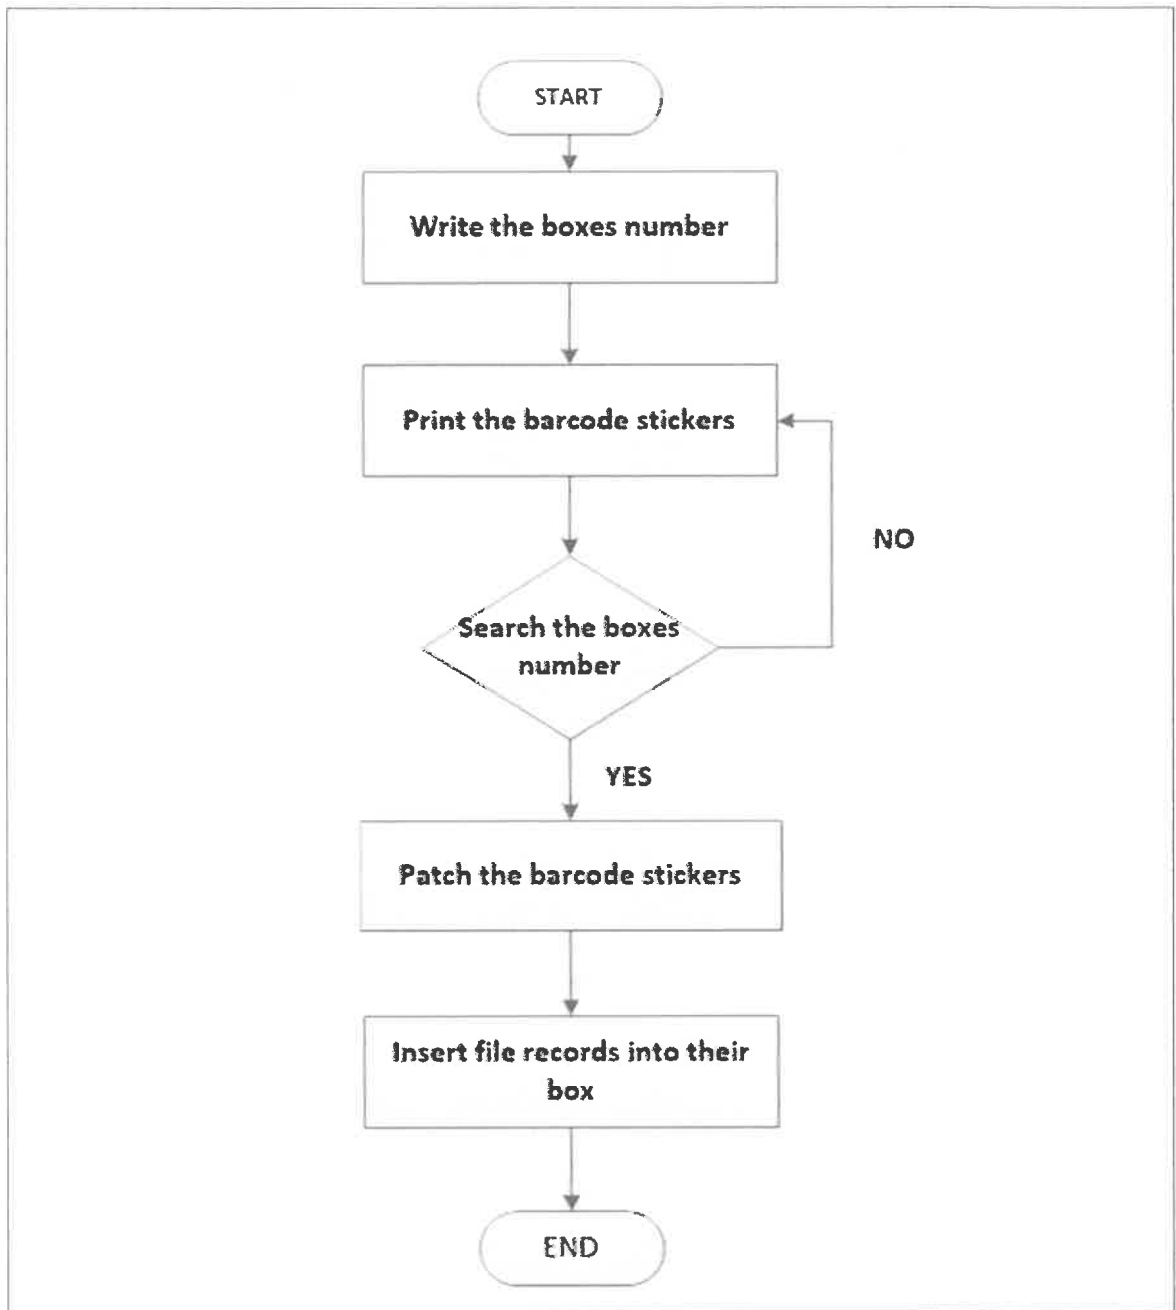 START
Write the boxes number
Print the barcode stickers
NO
Search the boxes
number
YES
Patch the barcode stickers
Insert file records into their
box
END